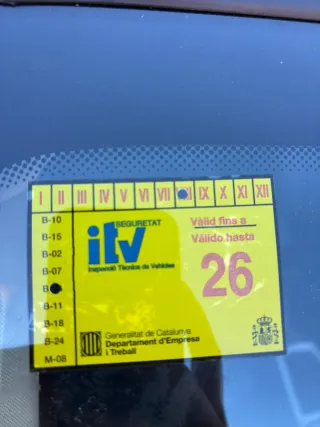 I II III IV V VI VII IX X XI XII
B-10
B-15
B-02
B-07
B-11
B-18
B-24
M-08
SEGURETAT
itv
Inspecció Tècnica de Vehicles
Vàlid fins a
Válido hasta
26
Generalitat de Catalunya
Departament d'Empresa
i Treball